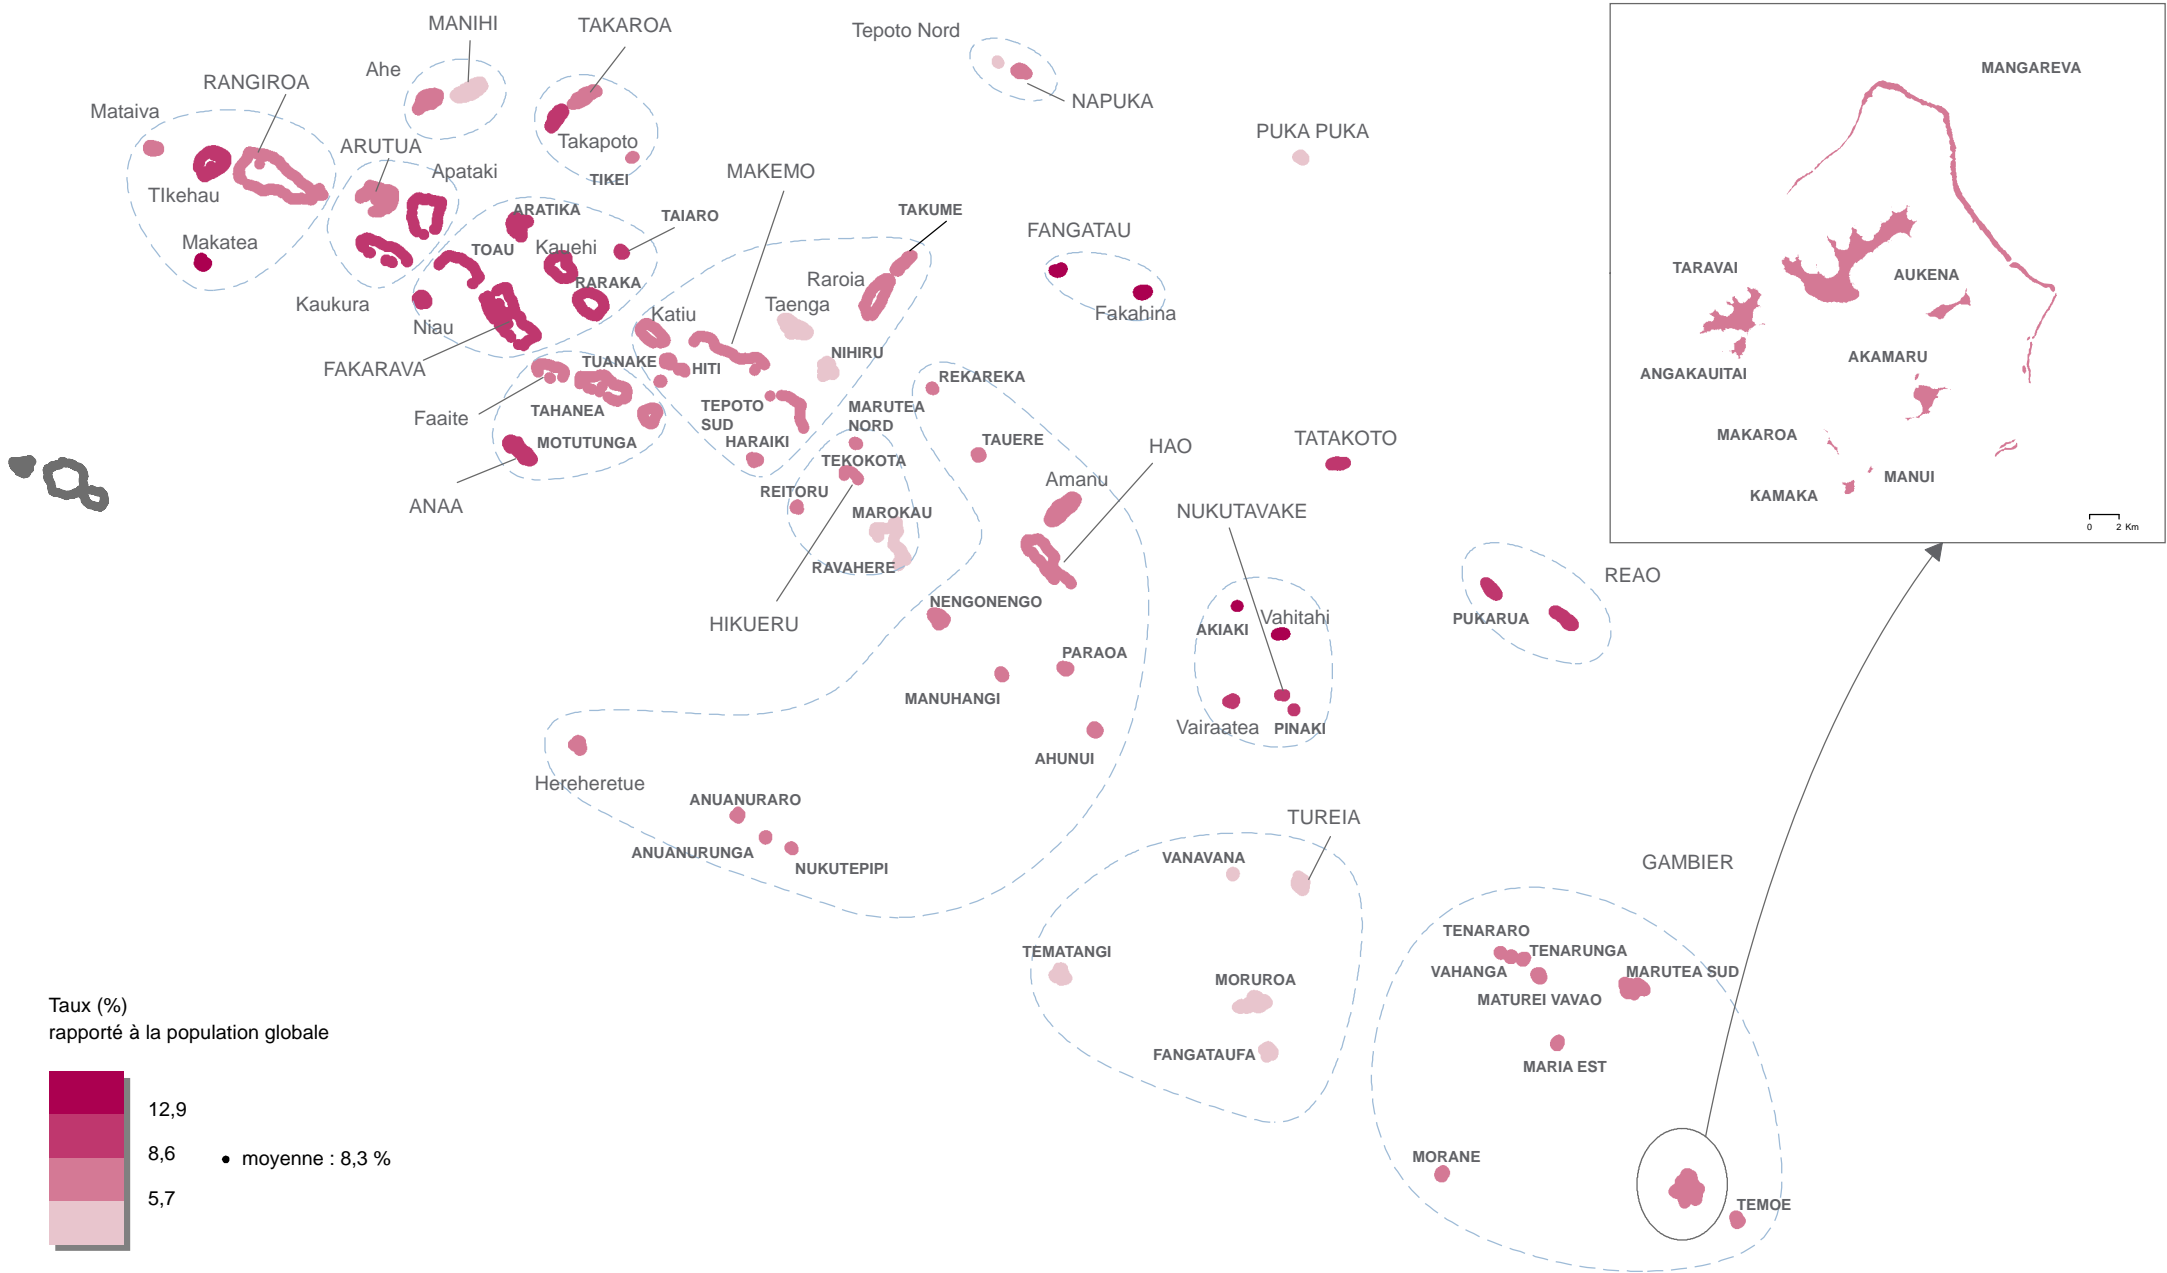 MANIHI
TAKAROA
Tepoto Nord
Ahe
RANGIROA
NAPUKA
Mataiva
MANGAREVA
PUKA PUKA
ARUTUA
Takapoto
Apataki
MAKEMO
TIKEI
TIkehau
ARATIKA
TAIARO
TAKUME
FANGATAU
Makatea
TOAU
Kauehi
TARAVAI
AUKENA
Raroia
RARAKA
Kaukura
Taenga
Niau
Katiu
Fakahina
NIHIRU
AKAMARU
FAKARAVA
TUANAKE
HITI
ANGAKAUITAI
REKAREKA
Faaite
TAHANEA
TEPOTO
SUD
MARUTEA
NORD
MOTUTUNGA
HARAIKI
TAUERE
HAO
TATAKOTO
MAKAROA
TEKOKOTA
Amanu
MANUI
REITORU
KAMAKA
ANAA
MAROKAU
NUKUTAVAKE
0 2 Km
RAVAHERE
REAO
NENGONENGO
HIKUERU
AKIAKI
Vahitahi
PUKARUA
PARAOA
MANUHANGI
Vairaatea
PINAKI
AHUNUI
Hereheretue
ANUANURARO
TUREIA
ANUANURUNGA
NUKUTEPIPI
VANAVANA
GAMBIER
TENARARO
TEMATANGI
TENARUNGA
VAHANGA
MARUTEA SUD
MORUROA
MATUREI VAVAO
Taux (%)
rapporté à la population globale
FANGATAUFA
MARIA EST
12,9
8,6
moyenne : 8,3 %
5,7
MORANE
TEMOE